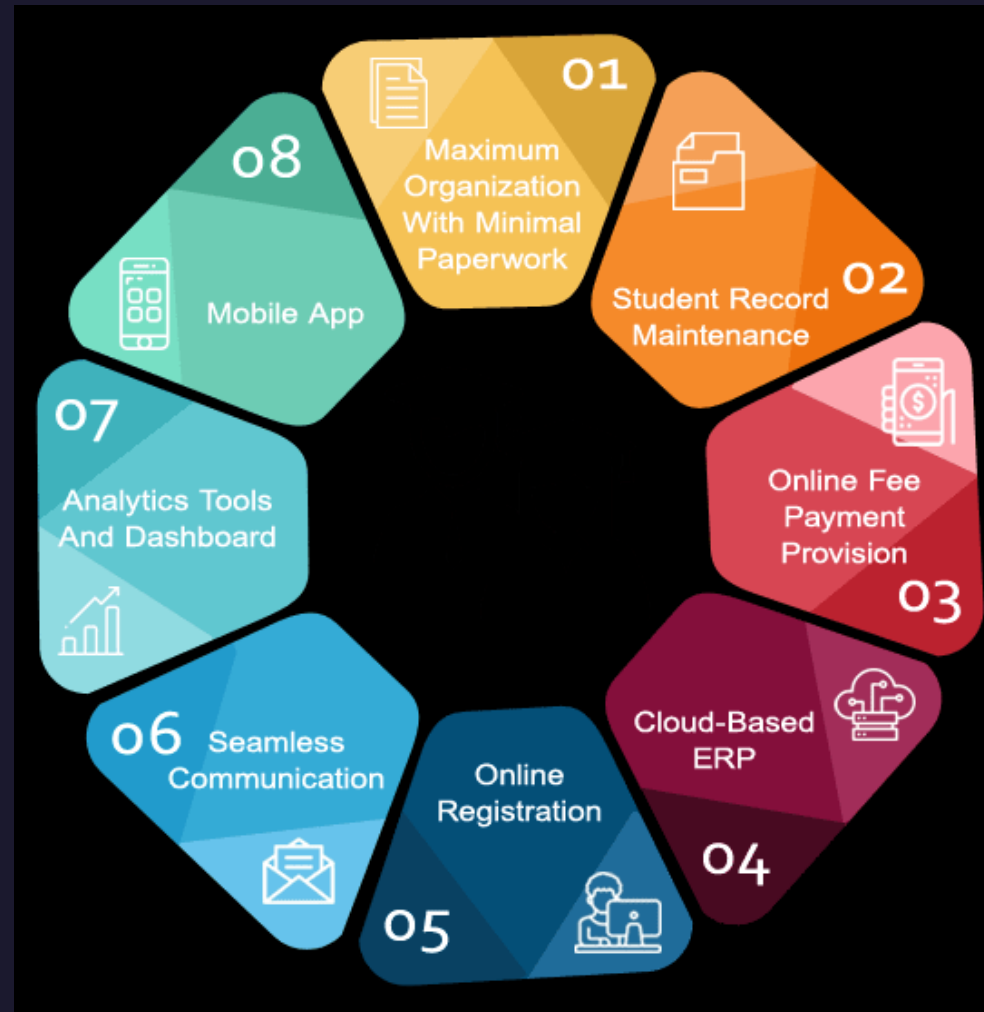 01
Maximum
Organization
With Minimal
Paperwork
02
Student Record
Maintenance
$
Online Fee
Payment
Provision
03
Cloud-Based
ERP
04
Online
Registration
05
06
Seamless
Communication
07
Analytics Tools
And Dashboard
08
Mobile App